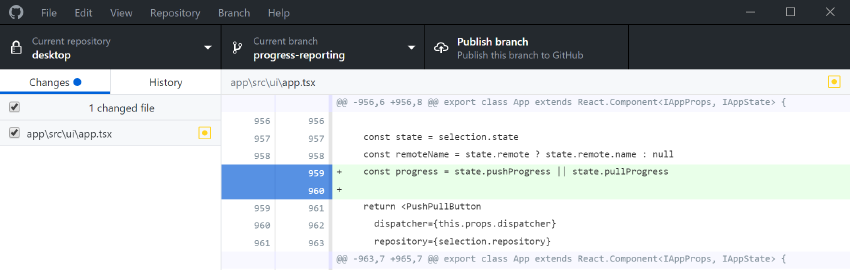 File Edit View Repository Branch Help
Current repository
desktop
Current branch
progress-reporting
Publish branch
Publish this branch to GitHub
Changes
History
1 changed file
app\src\ui\app.tsx
app\src\ui\app.tsx
@@ -956,6 +956,8 @@ export class App extends React.Component<IAppProps, IAppState> {
956 956
957 957 const state = selection.state
958 958 const remoteName = state.remote ? state.remote.name : null
959 + const progress = state.pushProgress || state.pullProgress
960 +
959 961 return <PushPullButton
960 962 dispatcher={this.props.dispatcher}
961 963 repository={selection.repository}
@@ -963,7 +965,7 @@ export class App extends React.Component<IAppProps, IAppState> {